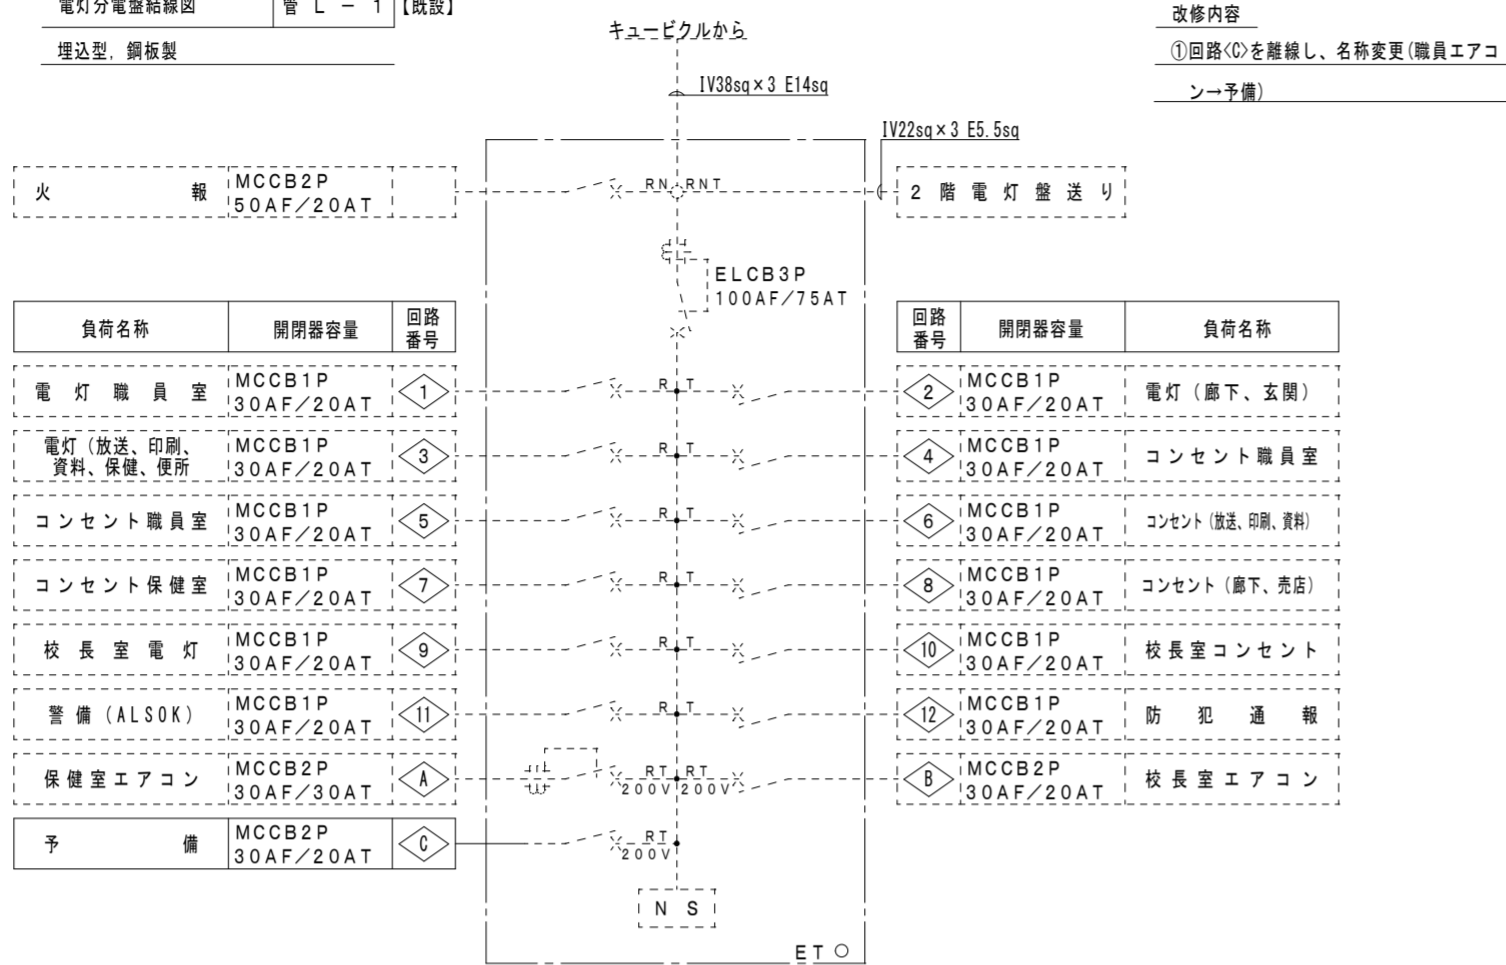 電灯分電盤結線図 管 L － 1 【既設】
埋込型, 鋼板製
キュービクルから
改修内容
①回路<C>を離線し、名称変更(職員エアコ
ン→予備)
IV38sq×3 E14sq
IV22sq×3 E5.5sq
火 報 MCCB2P
50AF/20AT
RN RNT
2 階 電 灯 盤 送 り
ELCB3P
100AF/75AT
負荷名称 開閉器容量 回路
番号
回路
番号 開閉器容量 負荷名称
電 灯 職 員 室 MCCB1P
30AF/20AT 1
R T
2 MCCB1P
30AF/20AT 電灯 (廊下、玄関)
電灯 (放送、印刷、
資料、保健、便所 MCCB1P
30AF/20AT 3
R T
4 MCCB1P
30AF/20AT コンセント職員室
コンセント職員室 MCCB1P
30AF/20AT 5
R T
6 MCCB1P
30AF/20AT コンセント (放送、印刷、資料)
コンセント保健室 MCCB1P
30AF/20AT 7
R T
8 MCCB1P
30AF/20AT コンセント (廊下、売店)
校 長 室 電 灯 MCCB1P
30AF/20AT 9
R T
10 MCCB1P
30AF/20AT 校長室コンセント
警 備 (ALSOK) MCCB1P
30AF/20AT 11
R T
12 MCCB1P
30AF/20AT 防 犯 通 報
保健室エアコン MCCB2P
30AF/30AT A
RT RT
200V 200V
B MCCB2P
30AF/20AT 校長室エアコン
予 備 MCCB2P
30AF/20AT C
RT
200V
N S
ET